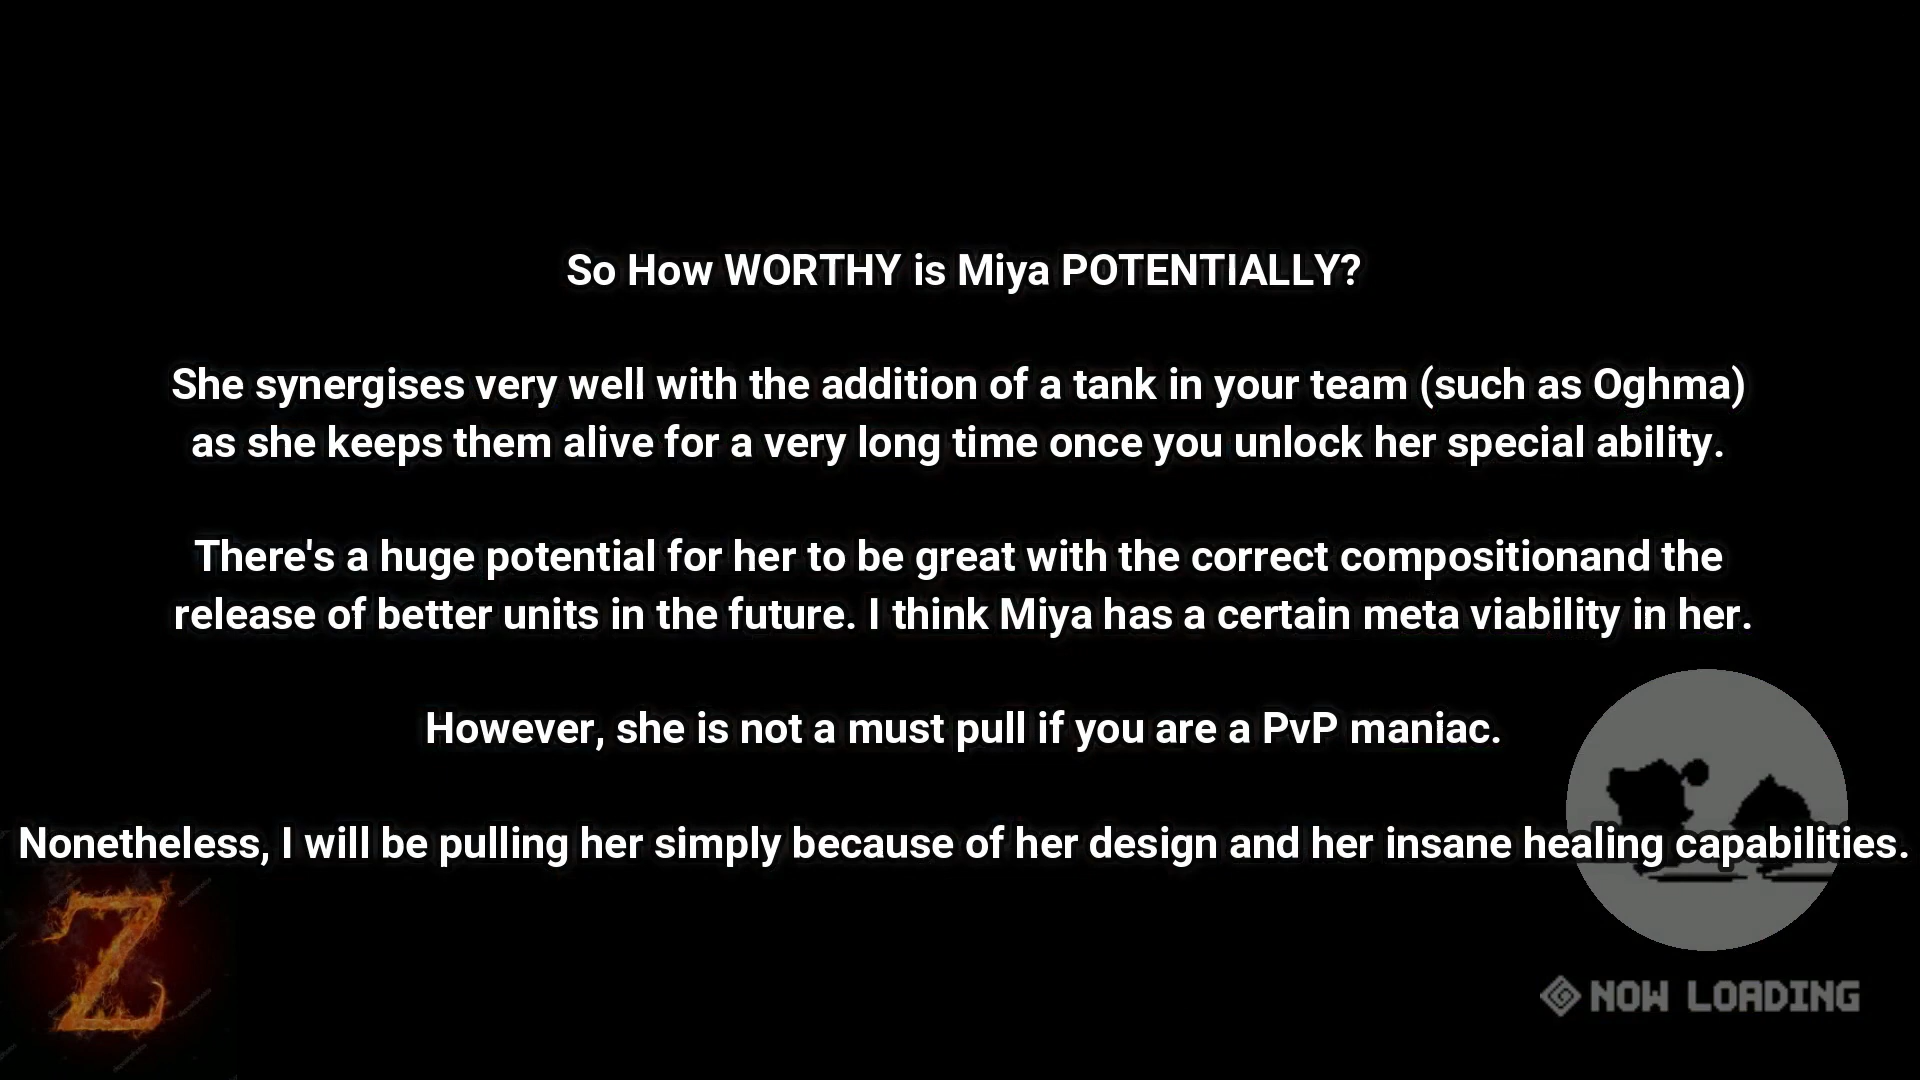 So How WORTHY is Miya POTENTIALLY?
She synergises very well with the addition of a tank in your team (such as Oghma)
as she keeps them alive for a very long time once you unlock her special ability.
There's a huge potential for her to be great with the correct compositionand the
release of better units in the future. I think Miya has a certain meta viability in her.
However, she is not a must pull if you are a PvP maniac.
Nonetheless, I will be pulling her simply because of her design and her insane healing capabilities.
Z
NOW LOADING